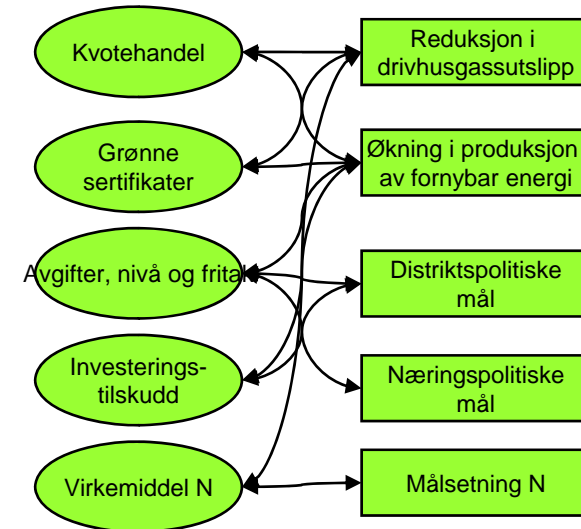 Kvotehandel
Reduksjon i
drivhusgassutslipp
Grønne
sertifikater
Økning i produksjon
av fornybar energi
Avgifter, nivå og fritak
Distriktspolitiske
mål
Investerings-
tilskudd
Næringspolitiske
mål
Virkemiddel N
Målsetning N